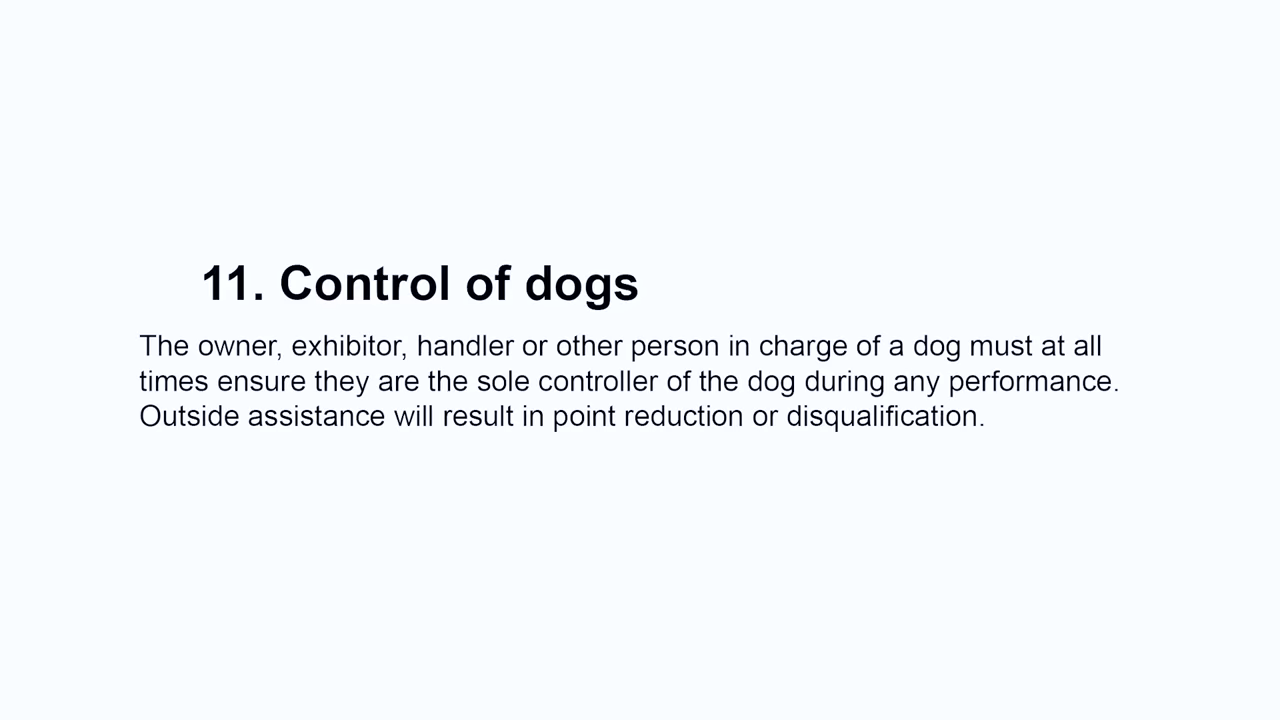 11. Control of dogs
The owner, exhibitor, handler or other person in charge of a dog must at all
times ensure they are the sole controller of the dog during any performance.
Outside assistance will result in point reduction or disqualification.